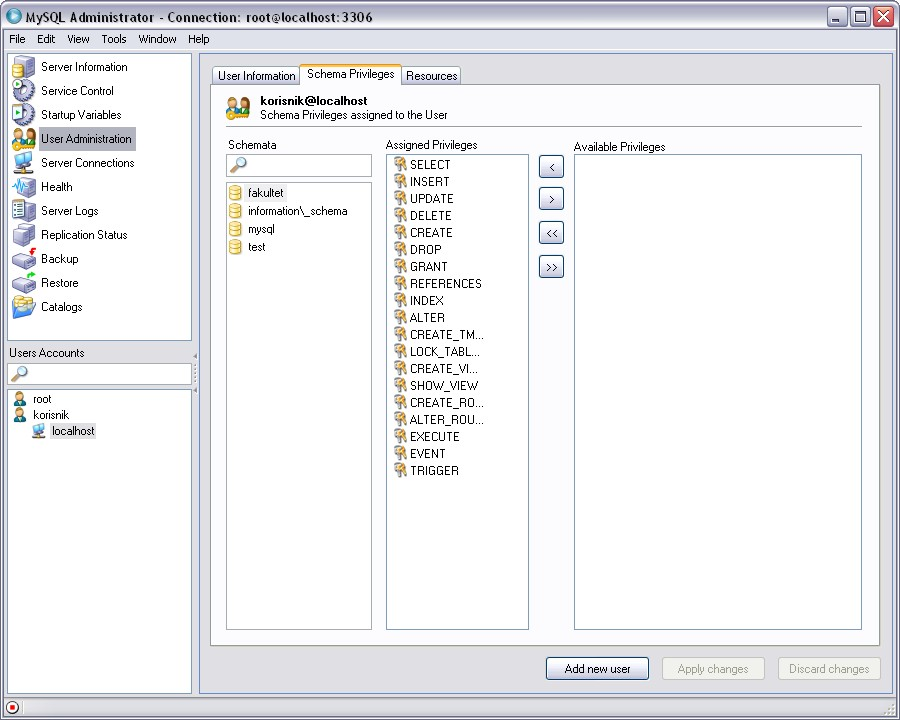 MySQL Administrator - Connection: root@localhost:3306
File Edit View Tools Window Help
Server Information
Service Control
Startup Variables
User Administration
Server Connections
Health
Server Logs
Replication Status
Backup
Restore
Catalogs
Users Accounts
root
korisnik
localhost
User Information
Schema Privileges
Resources
korisnik@localhost
Schema Privileges assigned to the User
Schemata
fakultet
information\_schema
mysql
test
Assigned Privileges
SELECT
INSERT
UPDATE
DELETE
CREATE
DROP
GRANT
REFERENCES
INDEX
ALTER
CREATE_TM...
LOCK_TABL...
CREATE_VI...
SHOW_VIEW
CREATE_RO...
ALTER_ROU...
EXECUTE
EVENT
TRIGGER
<
>
<<
>>
Available Privileges
Add new user
Apply changes
Discard changes